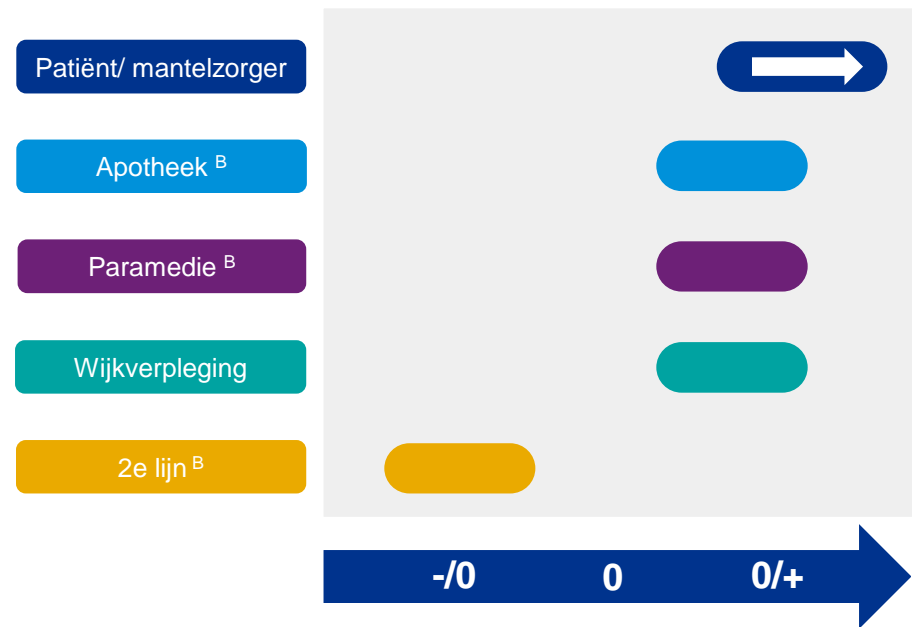 Patiënt/ mantelzorger
Apotheek B
Paramedie B
Wijkverpleging
2e lijn B
-/0 0 0/+